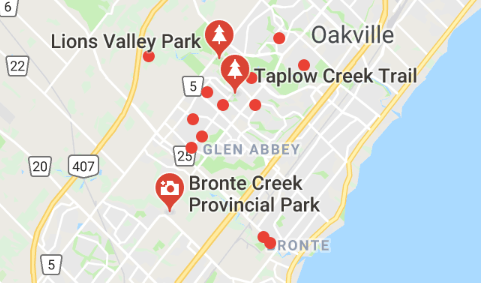 6
Oakville
Lions Valley Park
22
Taplow Creek Trail
5
GLEN ABBEY
25
20
407
Bronte Creek
Provincial Park
BRONTE
5